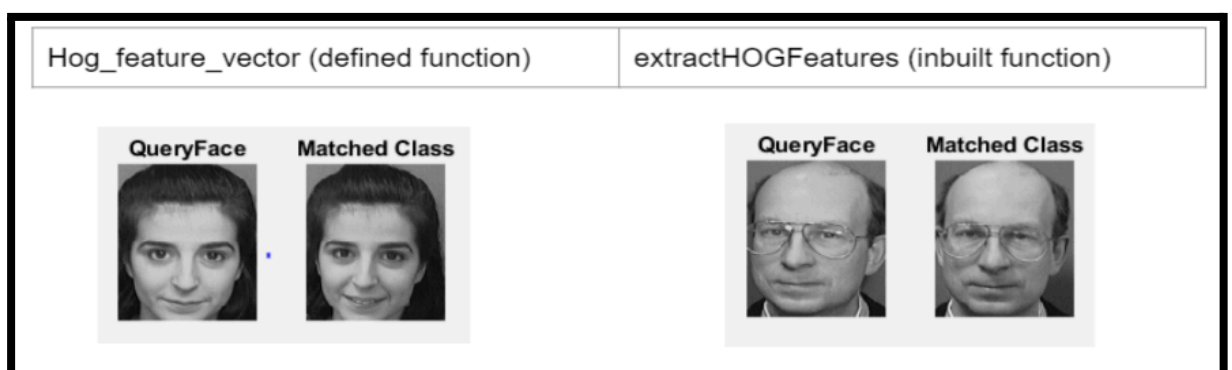 Hog_feature_vector (defined function)
extractHOGFeatures (inbuilt function)
QueryFace
Matched Class
QueryFace
Matched Class